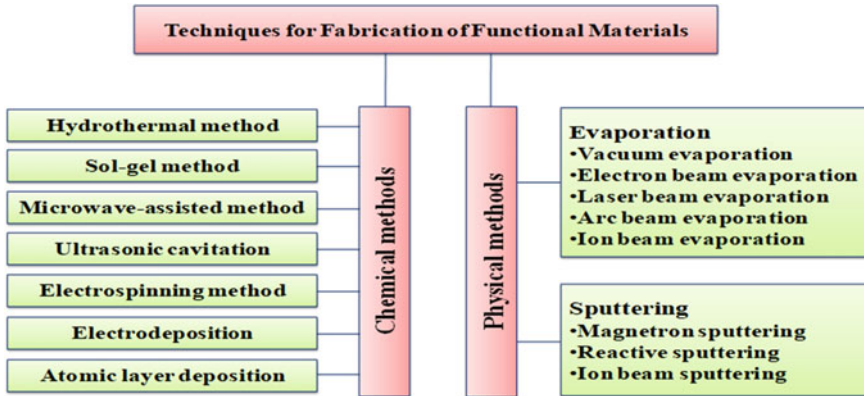 Techniques for Fabrication of Functional Materials
Chemical methods
Hydrothermal method
Sol-gel method
Microwave-assisted method
Ultrasonic cavitation
Electrospinning method
Electrodeposition
Atomic layer deposition
Physical methods
Evaporation
•Vacuum evaporation
•Electron beam evaporation
•Laser beam evaporation
•Arc beam evaporation
•Ion beam evaporation
Sputtering
•Magnetron sputtering
•Reactive sputtering
•Ion beam sputtering